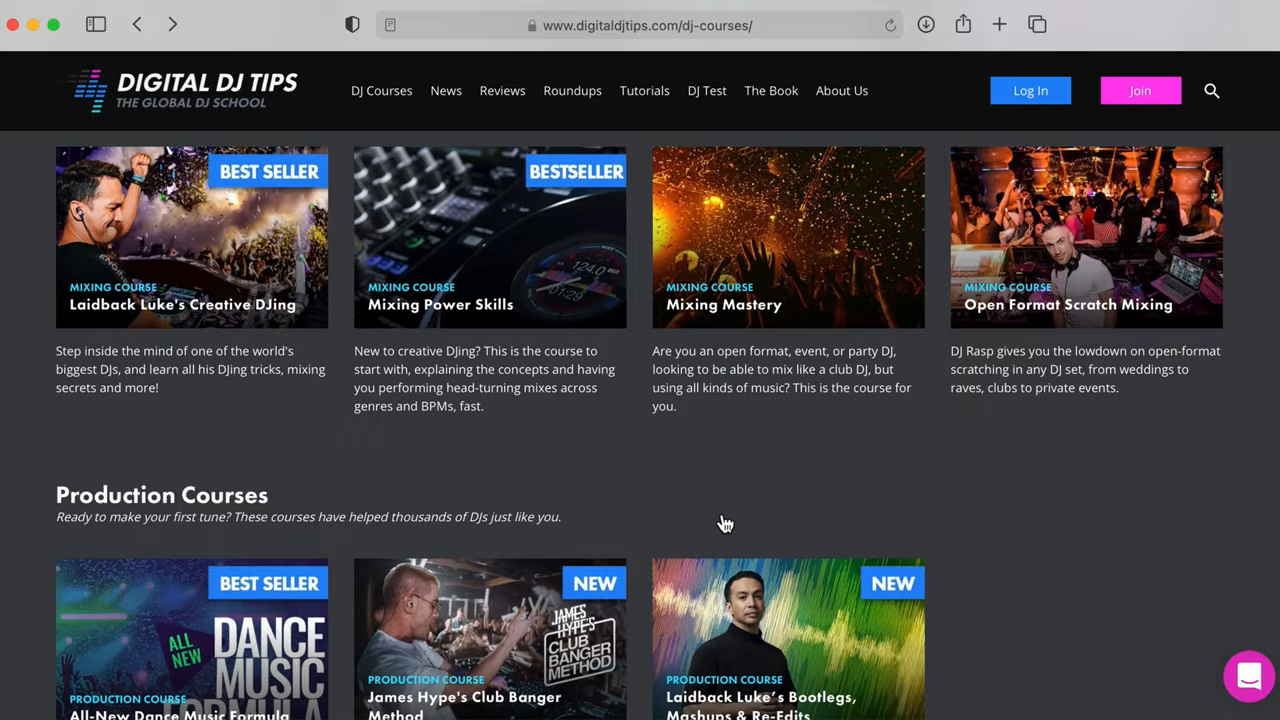 www.digitaldjtips.com/dj-courses/
DIGITAL DJ TIPS
THE GLOBAL DJ SCHOOL
DJ Courses
News
Reviews
Roundups
Tutorials
DJ Test
The Book
About Us
Log In
Join
BEST SELLER
MIXING COURSE
Laidback Luke's Creative DJing
Step inside the mind of one of the world's
biggest DJs, and learn all his DJing tricks, mixing
secrets and more!
BESTSELLER
124.0
01:29
MIXING COURSE
Mixing Power Skills
New to creative DJing? This is the course to
start with, explaining the concepts and having
you performing head-turning mixes across
genres and BPMs, fast.
MIXING COURSE
Mixing Mastery
Are you an open format, event, or party DJ,
looking to be able to mix like a club DJ, but
using all kinds of music? This is the course for
you.
MIXING COURSE
Open Format Scratch Mixing
DJ Rasp gives you the lowdown on open-format
scratching in any DJ set, from weddings to
raves, clubs to private events.
Production Courses
Ready to make your first tune? These courses have helped thousands of DJs just like you.
BEST SELLER
ALL
NEW
DANCE
MUSIC
FORMULA
PRODUCTION COURSE
All-New Dance Music Formula
NEW
JAMES
HYPE'S
CLUB
BANGER
METHOD
PRODUCTION COURSE
James Hype's Club Banger
Method
NEW
PRODUCTION COURSE
Laidback Luke's Bootlegs,
Mashups & Re-Edits